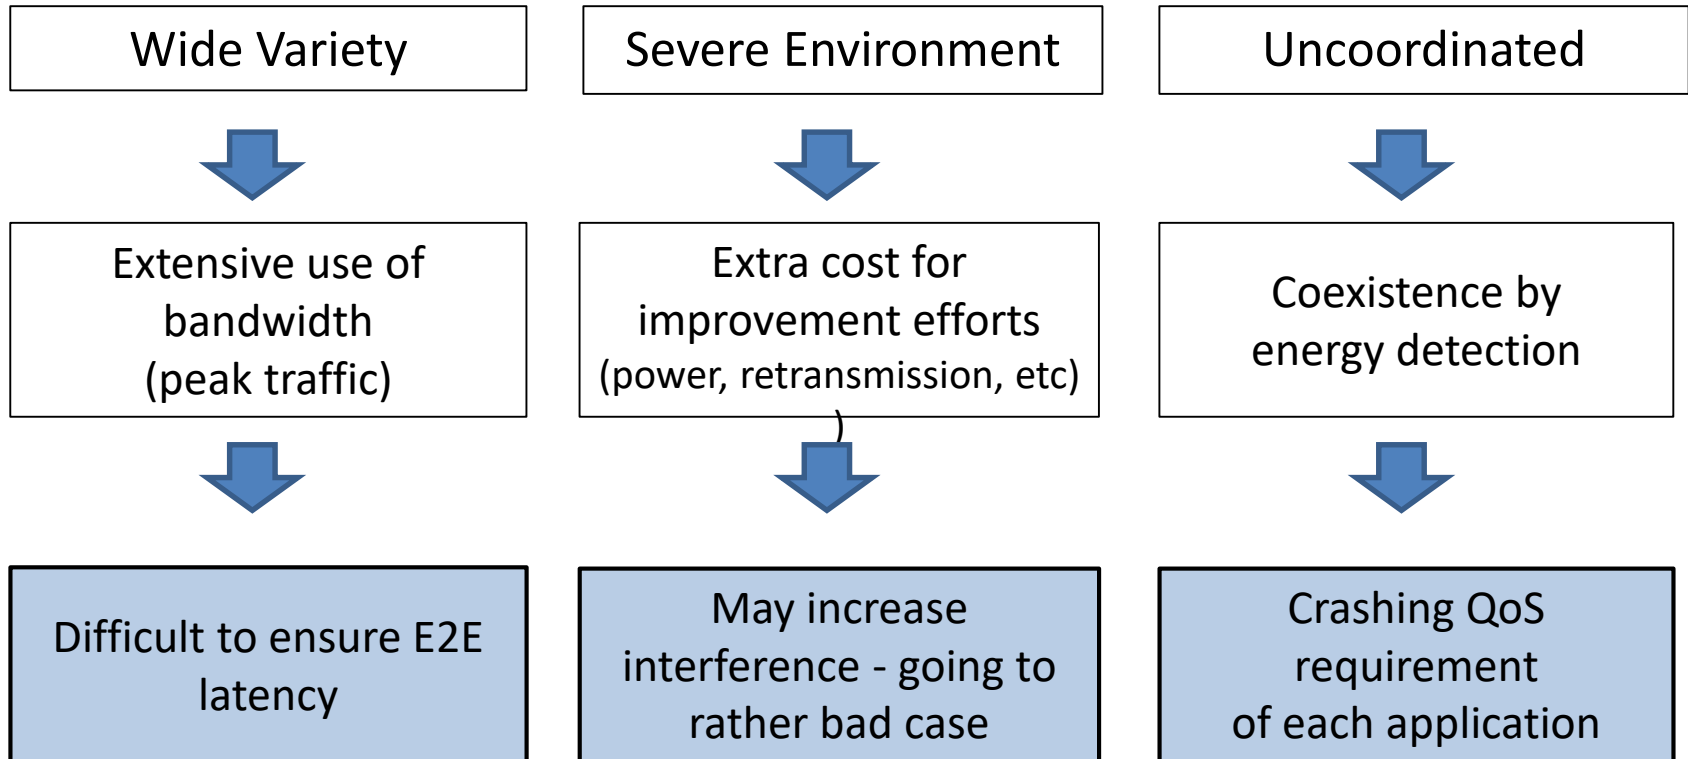 Wide Variety
Severe Environment
Uncoordinated
Extensive use of
bandwidth
(peak traffic)
Extra cost for
improvement efforts
(power, retransmission, etc)
)
Coexistence by
energy detection
Difficult to ensure E2E
latency
May increase
interference - going to
rather bad case
Crashing QoS
requirement
of each application